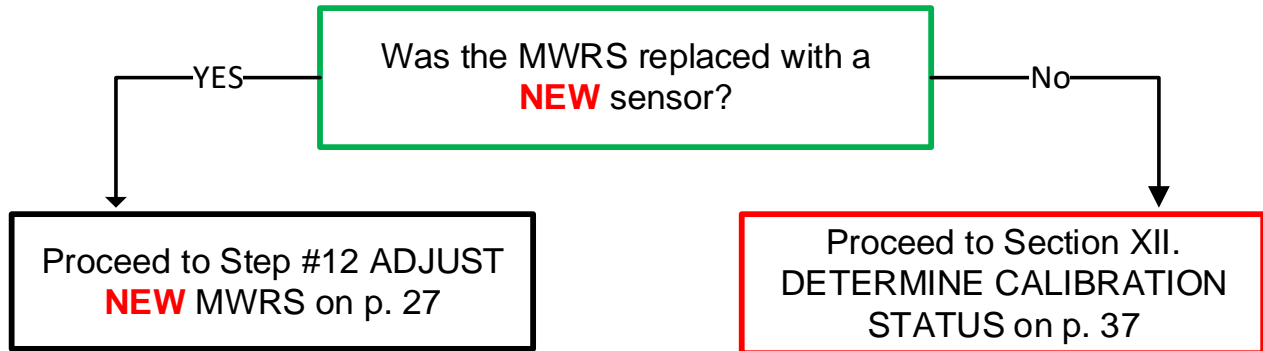 Was the MWRS replaced with a
NEW sensor?
YES
No
Proceed to Step #12 ADJUST
NEW MWRS on p. 27
Proceed to Section XII.
DETERMINE CALIBRATION
STATUS on p. 37